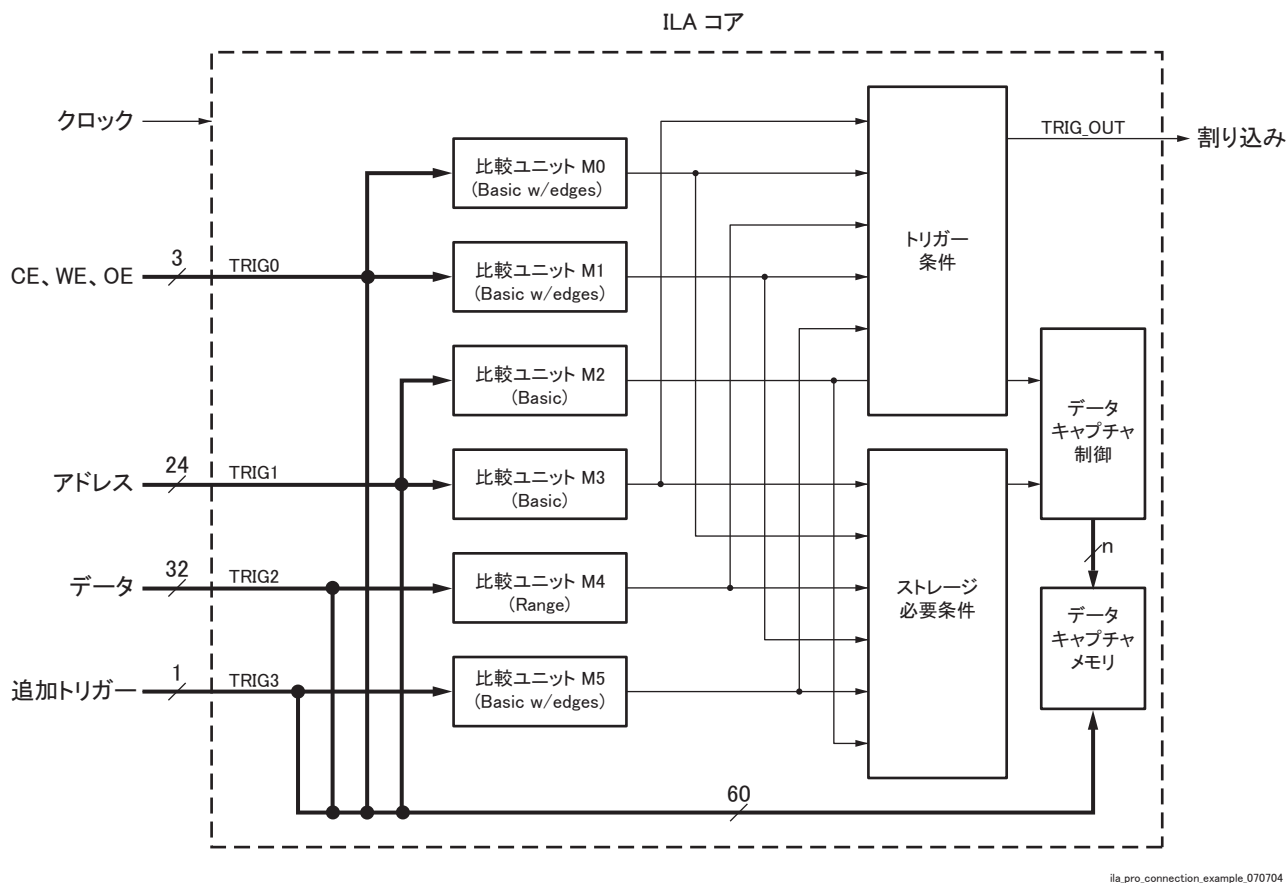 ILA コア
クロック
TRIG_OUT
割り込み
比較ユニット M0
(Basic w/edges)
トリガー
条件
CE、WE、OE
3
TRIG0
比較ユニット M1
(Basic w/edges)
比較ユニット M2
(Basic)
データ
キャプチャ
制御
アドレス
24
TRIG1
比較ユニット M3
(Basic)
n
データ
32
TRIG2
比較ユニット M4
(Range)
ストレージ
必要条件
データ
キャプチャ
メモリ
追加トリガー
1
TRIG3
比較ユニット M5
(Basic w/edges)
60
ila_pro_connection_example_070704